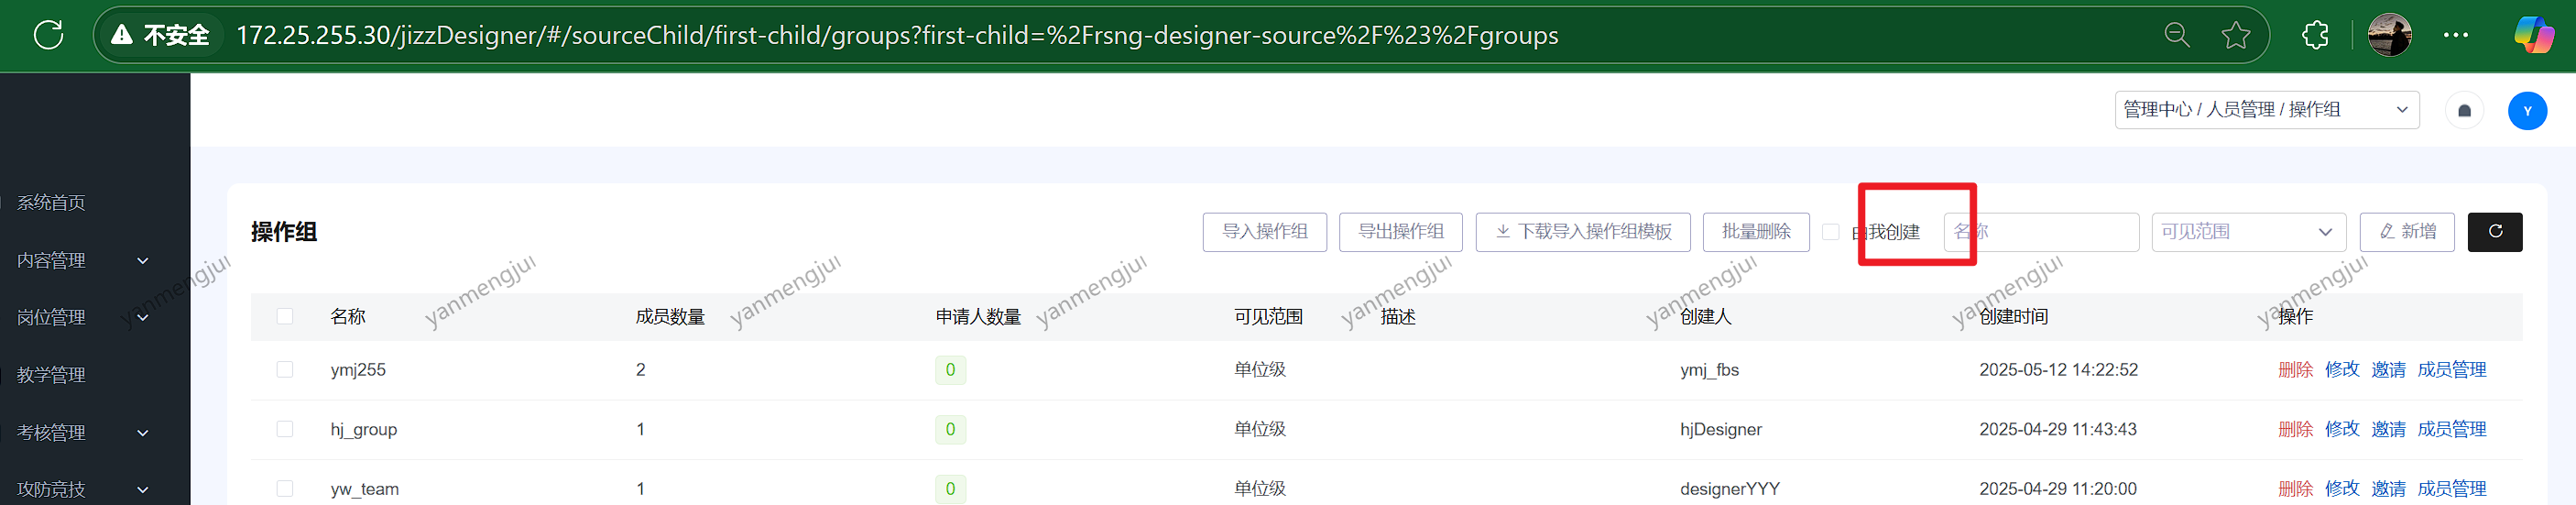 不安全 172.25.255.30/jizzDesigner/#/sourceChild/first-child/groups?first-child=%2Frsng-designer-source%2F%23%2Fgroups
管理中心 / 人员管理 / 操作组 Y
系统首页
内容管理
岗位管理
教学管理
考核管理
攻防竞技
操作组 导入操作组 导出操作组 下载导入操作组模板 批量删除 由我创建 名称 可见范围 新增
名称 成员数量 申请人数量 可见范围 描述 创建人 创建时间 操作
ymj255 2 0 单位级 ymj_fbs 2025-05-12 14:22:52 删除 修改 邀请 成员管理
hj_group 1 0 单位级 hjDesigner 2025-04-29 11:43:43 删除 修改 邀请 成员管理
yw_team 1 0 单位级 designerYYY 2025-04-29 11:20:00 删除 修改 邀请 成员管理
yanmengjui
yanmengjui
yanmengjui
yanmengjui
yanmengjui
yanmengjui
yanmengjui
yanmengjui